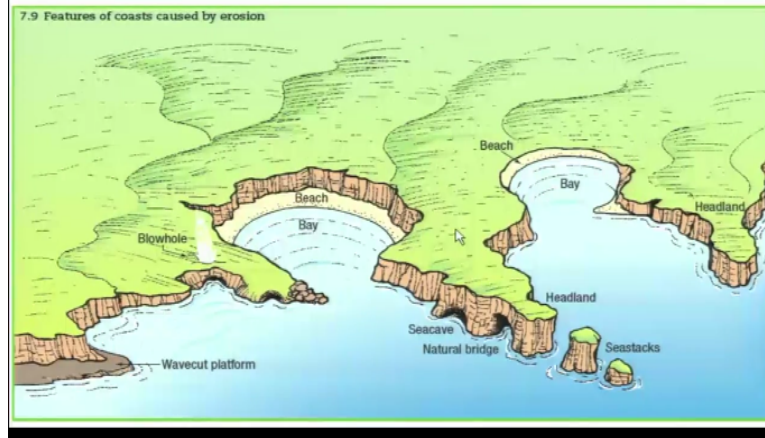 7.9 Features of coasts caused by erosion
Beach
Bay
Headland
Beach
Bay
Blowhole
Headland
Seacave
Natural bridge
Seastacks
Wavecut platform